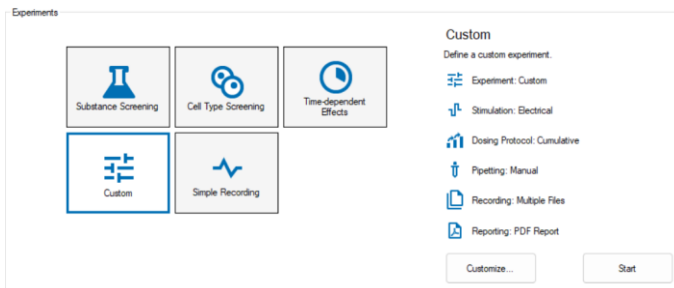 Experiments
Substance Screening
Cell Type Screening
Time-dependent
Effects
Custom
Simple Recording
Custom
Define a custom experiment.
Experiment: Custom
Stimulation: Electrical
Dosing Protocol: Cumulative
Pipetting: Manual
Recording: Multiple Files
Reporting: PDF Report
Customize...
Start